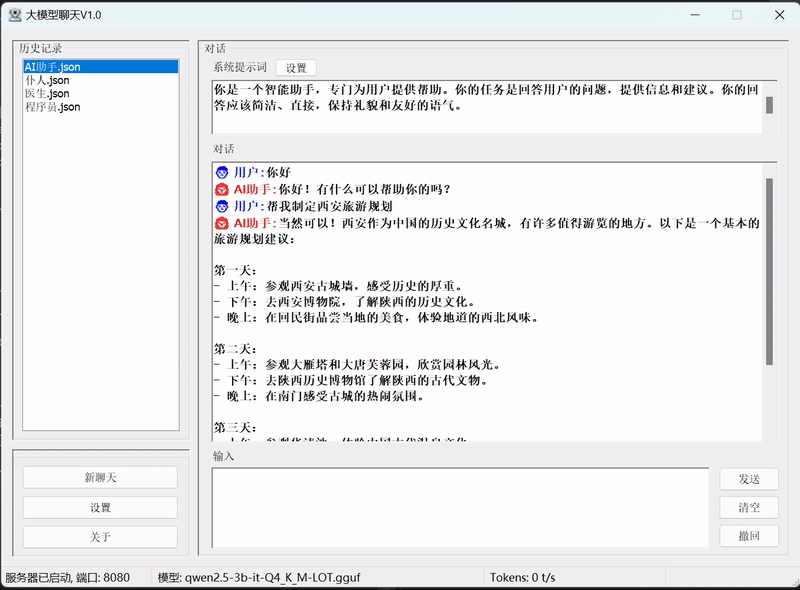 大模型聊天V1.0
历史记录
AI助手.json
仆人.json
医生.json
程序员.json
新聊天
设置
关于
对话
系统提示词 设置
你是一个智能助手，专门为用户提供帮助。你的任务是回答用户的问题，提供信息和建议。你的回
答应该简洁、直接，保持礼貌和友好的语气。
对话
用户:你好
AI助手:你好！有什么可以帮助你的吗？
用户:帮我制定西安旅游规划
AI助手:当然可以！西安作为中国的历史文化名城，有许多值得游览的地方。以下是一个基本的
旅游规划建议：
第一天：
- 上午：参观西安古城墙，感受历史的厚重。
- 下午：去西安博物院，了解陕西的历史文化。
- 晚上：在回民街品尝当地的美食，体验地道的西北风味。
第二天：
- 上午：参观大雁塔和大唐芙蓉园，欣赏园林风光。
- 下午：去陕西历史博物馆了解陕西的古代文物。
- 晚上：在南门感受古城的热闹氛围。
第三天：
输入
发送
清空
撤回
服务器已启动, 端口: 8080 模型: qwen2.5-3b-it-Q4_K_M-LOT.gguf Tokens: 0 t/s